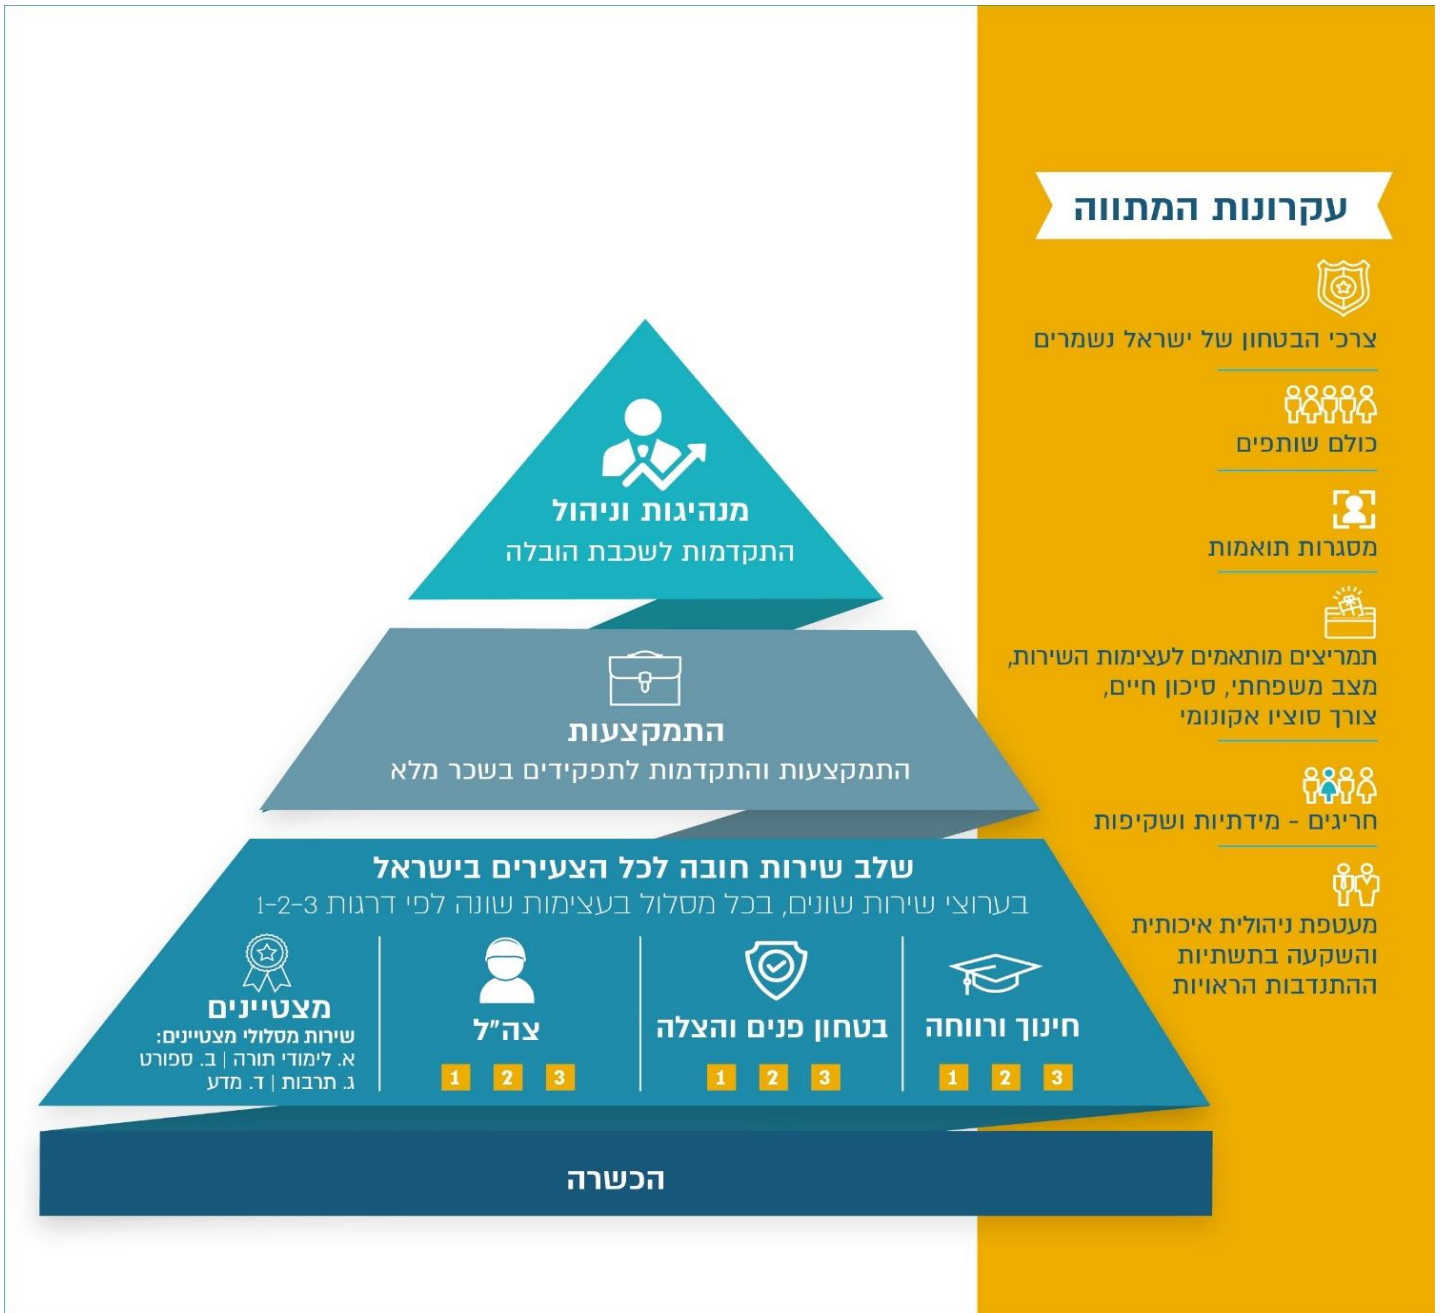 עקרונות המתווה
צרכי הבטחון של ישראל נשמרים
כולם שותפים
מסגרות תואמות
תמריצים מותאמים לעצימות השירות,
מצב משפחתי, סיכון חיים,
צורך סוציו אקונומי
חריגים - מידתיות ושקיפות
מעטפת ניהולית איכותית
והשקעה בתשתיות
ההתנדבות הראויות
מנהיגות וניהול
התקדמות לשכבת הובלה
התמקצעות
התמקצעות והתקדמות לתפקידים בשכר מלא
שלב שירות חובה לכל הצעירים בישראל
בערוצי שירות שונים, בכל מסלול בעצימות שונה לפי דרגות 1-2-3
חינוך ורווחה
3 2 1
בטחון פנים והצלה
3 2 1
צה"ל
3 2 1
מצטיינים
שירות מסלולי מצטיינים:
א. לימודי תורה | ב. ספורט
ג. תרבות | ד. מדע
הכשרה